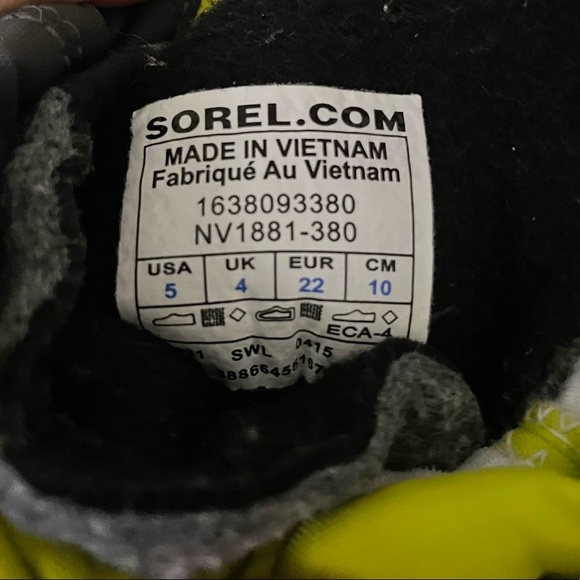 SOREL.COM
MADE IN VIETNAM
Fabriqué Au Vietnam
1638093380
NV1881-380
USA UK EUR CM
5 4 22 10
ECA-4
SWL 0415